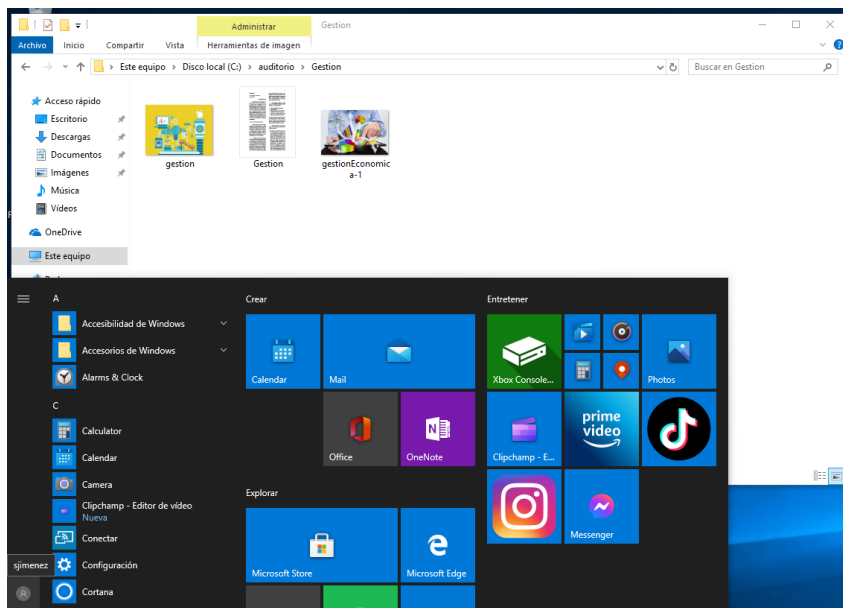 Administrar
Gestion
Archivo
Inicio
Compartir
Vista
Herramientas de imagen
Este equipo > Disco local (C:) > auditorio > Gestion
Buscar en Gestion
Acceso rápido
Escritorio
Descargas
Documentos
Imágenes
Música
Vídeos
OneDrive
Este equipo
gestion
Gestion
gestionEconomic
a-1
A
Accesibilidad de Windows
Accesorios de Windows
Alarms & Clock
C
Calculator
Calendar
Camera
Clipchamp - Editor de vídeo
Nueva
Conectar
Configuración
Cortana
sjimenez
Crear
Calendar
Mail
Office
OneNote
Explorar
Microsoft Store
Microsoft Edge
Entretener
Xbox Console...
Photos
Clipchamp - E...
prime
video
Messenger